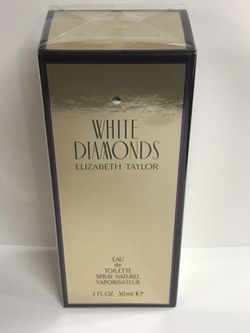 WHITE
DIAMONDS
ELIZABETH TAYLOR
EAU
de
TOILETTE
SPRAY NATUREL
VAPORISATEUR
1 FL.OZ. 30 ml ℮